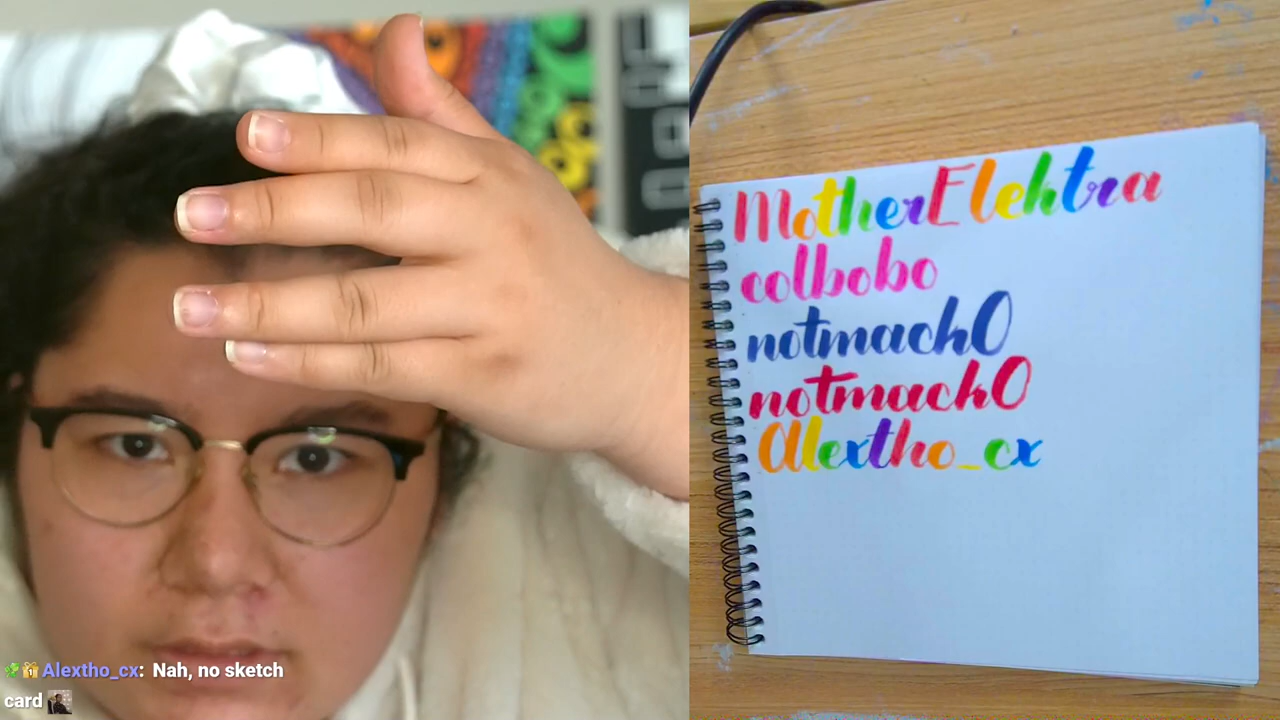 MotherElektra
colbobo
notmach0
notmach0
Alextho_cx
Alextho_cx: Nah, no sketch
card